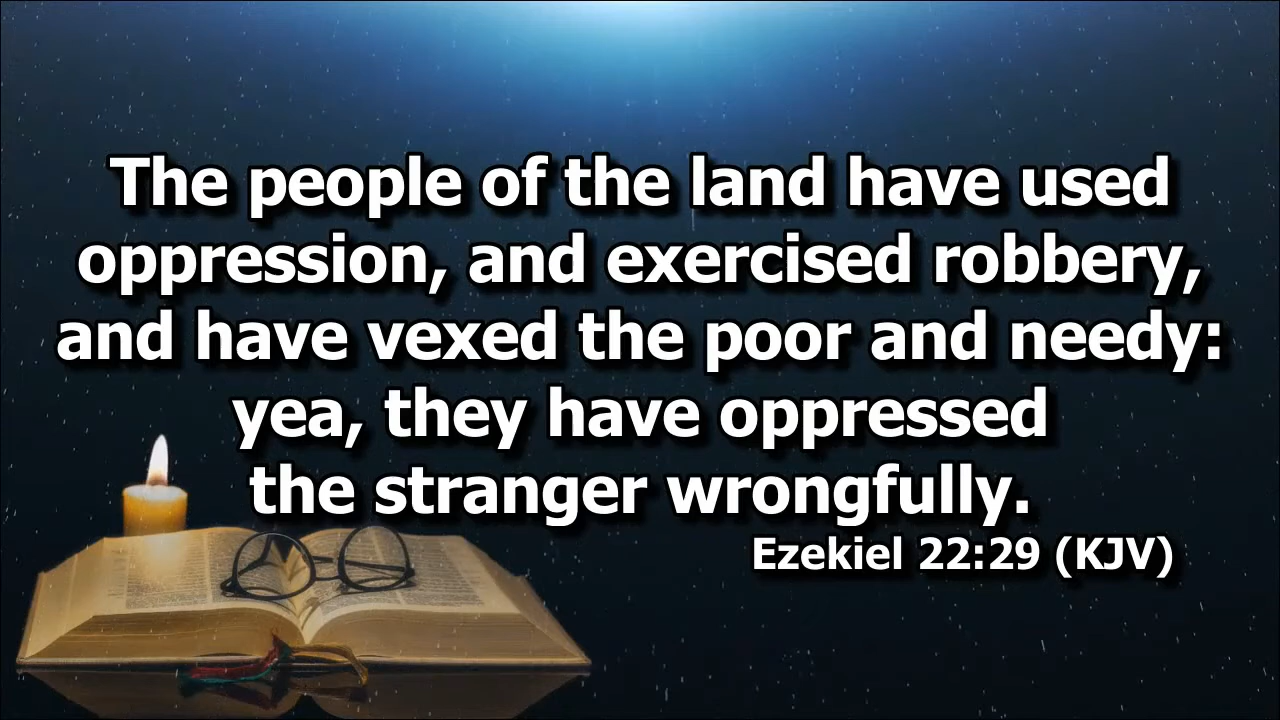 The people of the land have used
oppression, and exercised robbery,
and have vexed the poor and needy:
yea, they have oppressed
the stranger wrongfully.
Ezekiel 22:29 (KJV)